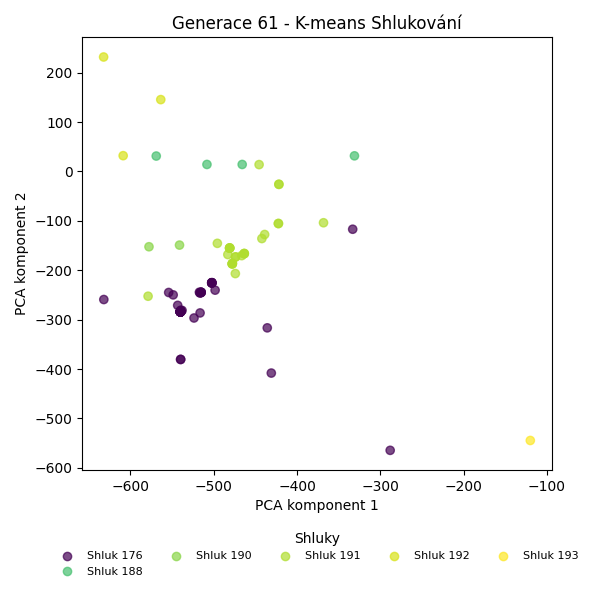 Generace 61 - K-means Shlukování
PCA komponent 2
200
100
0
−100
−200
−300
−400
−500
−600
−600 −500 −400 −300 −200 −100
PCA komponent 1
Shluky
Shluk 176 Shluk 190 Shluk 191 Shluk 192 Shluk 193
Shluk 188